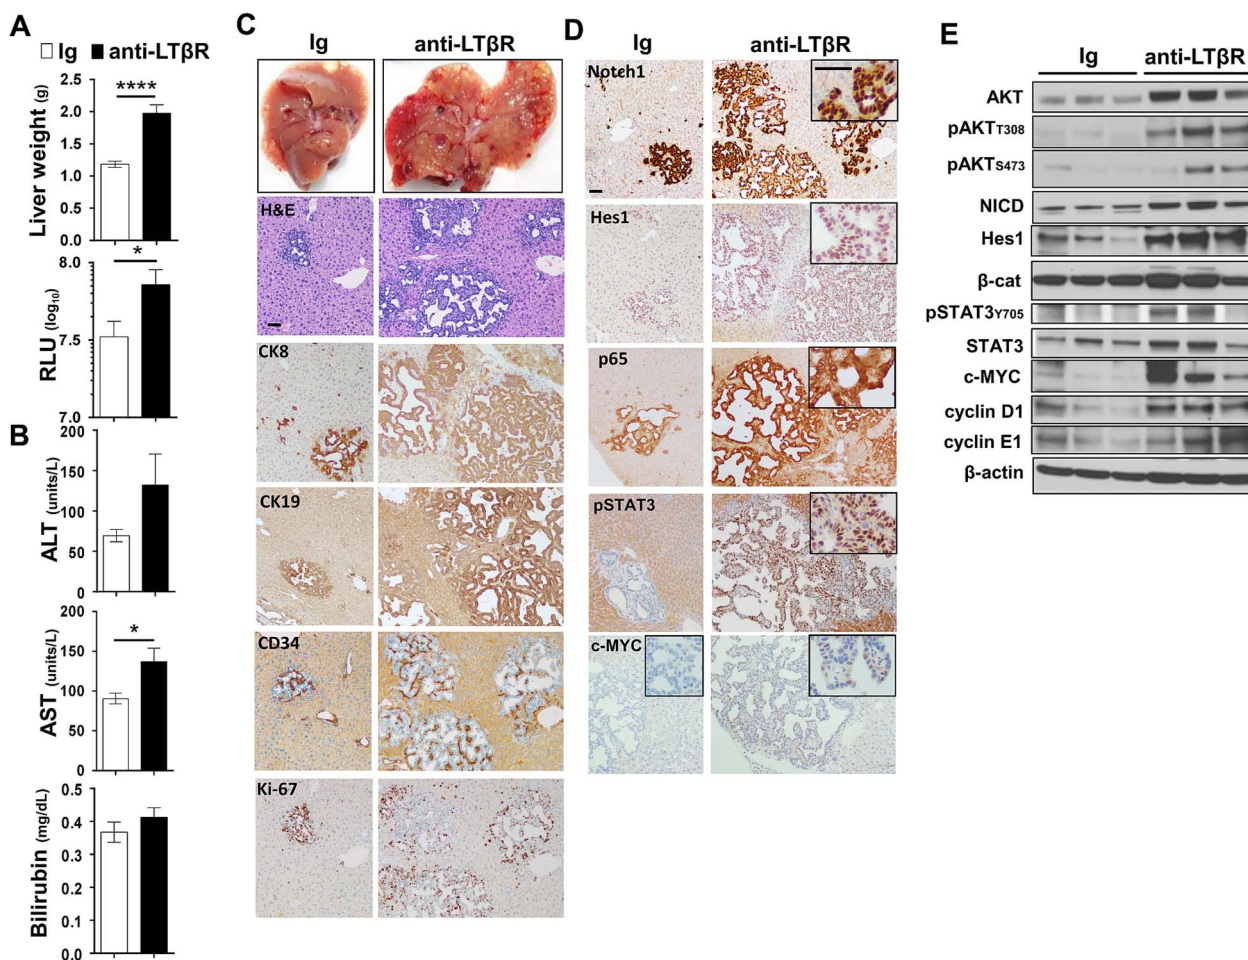 A
Ig anti-LTβR
Liver weight (g)
2.5
2.0
1.5
1.0
0.5
0.0
****
RLU (log10)
8.0
7.5
7.0
*
B
ALT (units/L)
200
150
100
50
0
AST (units/L)
200
150
100
50
0
*
Bilirubin (mg/dL)
0.5
0.4
0.3
0.2
0.1
0.0
C
Ig anti-LTβR
H&E
CK8
CK19
CD34
Ki-67
D
Ig anti-LTβR
Notch1
Hes1
p65
pSTAT3
c-MYC
E
Ig anti-LTβR
AKT
pAKTT308
pAKTS473
NICD
Hes1
β-cat
pSTAT3Y705
STAT3
c-MYC
cyclin D1
cyclin E1
β-actin